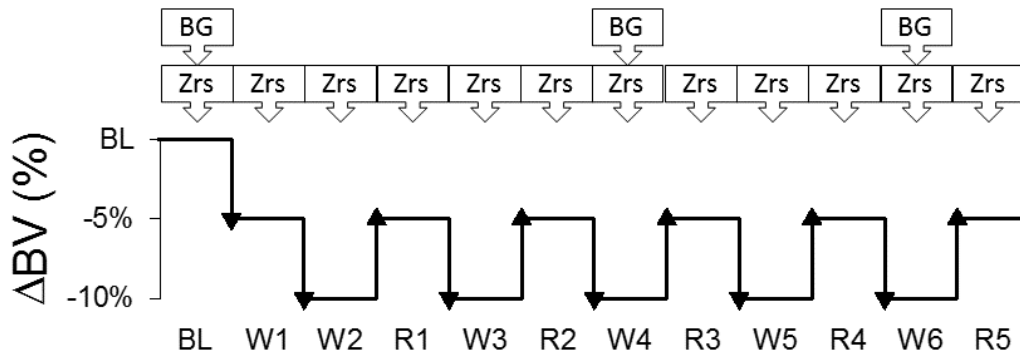 BG BG BG
Zrs Zrs Zrs Zrs Zrs Zrs Zrs Zrs Zrs Zrs Zrs Zrs
ΔBV (%)
BL
-5%
-10%
BL W1 W2 R1 W3 R2 W4 R3 W5 R4 W6 R5